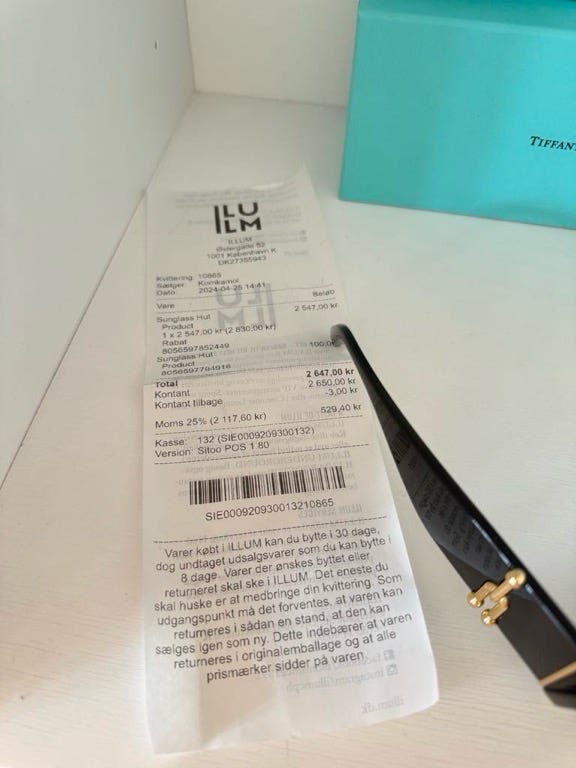 TIFFAN
ILLUM
ILLUM
Østergade 52
1001 København K
DK27355943
Kvittering: 10865
Sælger: Kornkamol
Dato: 2024-04-25 14:41
Vare Beløb
Sunglass Hut 2 547,00 kr
Product
1 x 2 547,00 kr (2 830,00 kr)
Rabat
8056597852449
Sunglass Hut 100,00
Product
8056597794916
Total 2 647,00 kr
Kontant 2 650,00 kr
Kontant tilbage -3,00 kr
Moms 25% (2 117,60 kr) 529,40 kr
Kasse: 132 (SIE0009209300132)
Version: Sitoo POS 1.80
SIE000920930013210865
Varer købt i ILLUM kan du bytte i 30 dage,
dog undtaget udsalgsvarer som du kan bytte i
8 dage. Varer der ønskes byttet eller
returneret skal ske i ILLUM. Det eneste du
skal huske er at medbringe din kvittering. Som
udgangspunkt må det forventes, at varen kan
returneres i sådan en stand, at den kan
sælges igen som ny. Dette indebærer at varen
returneres i originalemballage og at alle
prismærker sidder på varen